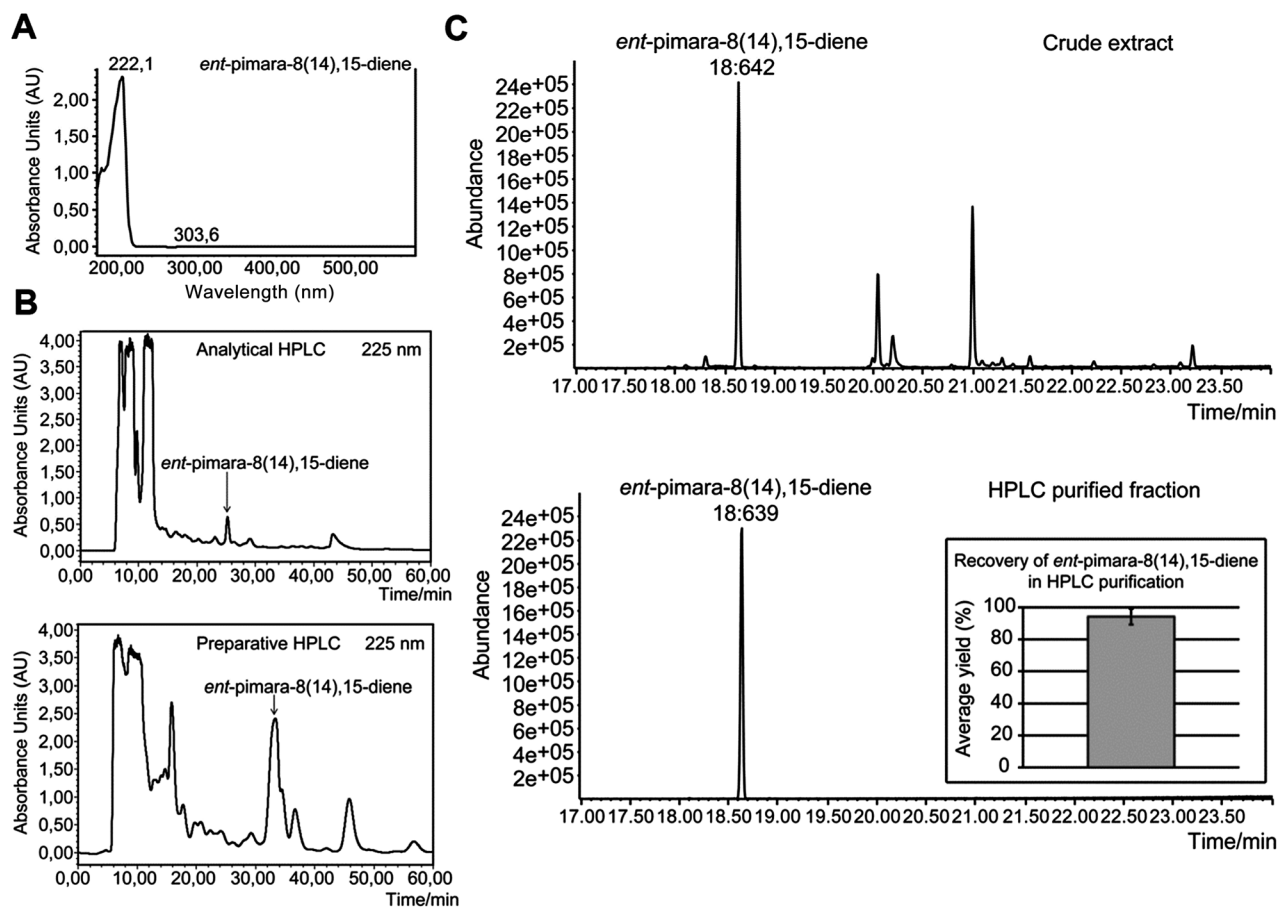 A
222,1
ent-pimara-8(14),15-diene
Absorbance Units (AU)
2,00
1,50
1,00
0,50
0,00
303,6
200,00 300,00 400,00 500,00
Wavelength (nm)
B
Analytical HPLC 225 nm
Absorbance Units (AU)
4,00
3,50
3,00
2,50
2,00
1,50
1,00
0,50
0,00
ent-pimara-8(14),15-diene
0,00 10,00 20,00 30,00 40,00 50,00 60,00
Time/min
Preparative HPLC 225 nm
ent-pimara-8(14),15-diene
Absorbance Units (AU)
4,00
3,50
3,00
2,50
2,00
1,50
1,00
0,50
0,00
0,00 10,00 20,00 30,00 40,00 50,00 60,00
Time/min
C
ent-pimara-8(14),15-diene
18:642
Crude extract
Abundance
24e+05
22e+05
20e+05
18e+05
16e+05
14e+05
12e+05
10e+05
8e+05
6e+05
4e+05
2e+05
17.00 17.50 18.00 18.50 19.00 19.50 20.00 20.50 21.00 21.50 22.00 22.50 23.00 23.50
Time/min
ent-pimara-8(14),15-diene
18:639
HPLC purified fraction
Abundance
24e+05
22e+05
20e+05
18e+05
16e+05
14e+05
12e+05
10e+05
8e+05
6e+05
4e+05
2e+05
17.00 17.50 18.00 18.50 19.00 19.50 20.00 20.50 21.00 21.50 22.00 22.50 23.00 23.50
Time/min
Recovery of ent-pimara-8(14),15-diene
in HPLC purification
Average yield (%)
100
80
60
40
20
0